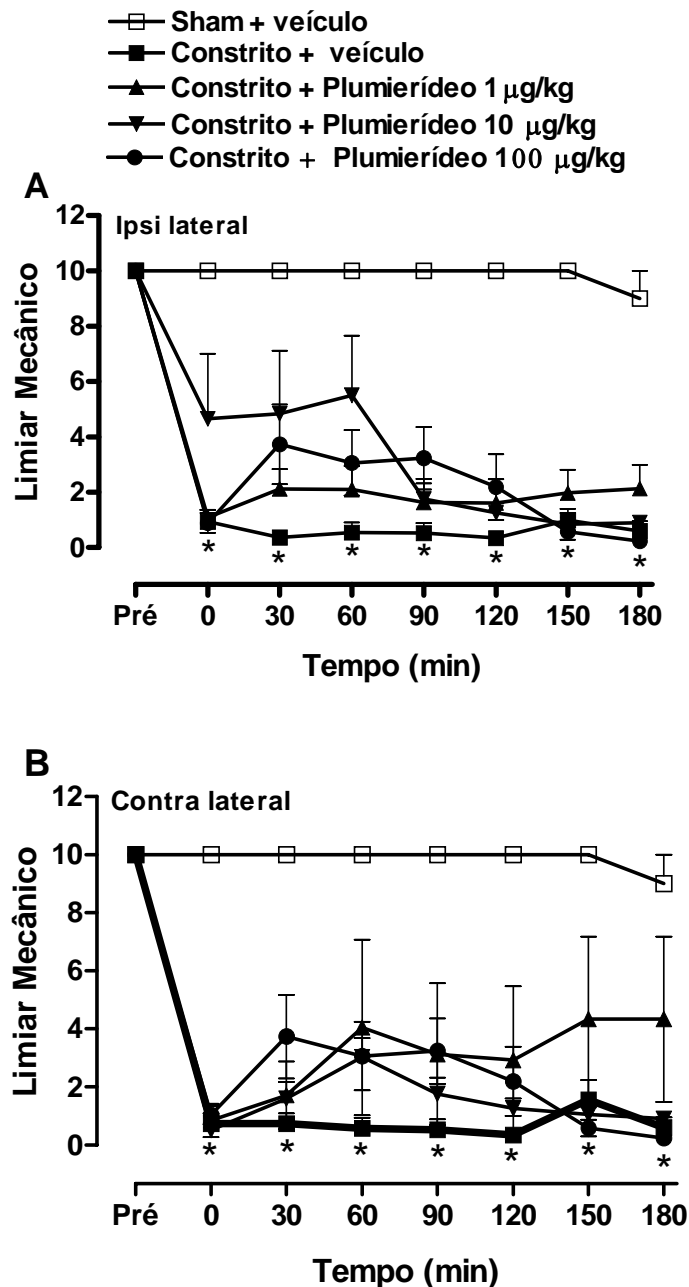 Sham + veículo
Constrito + veículo
Constrito + Plumierídeo 1 μg/kg
Constrito + Plumierídeo 10 μg/kg
Constrito + Plumierídeo 100 μg/kg
A
Ipsi lateral
Limiar Mecânico
12
10
8
6
4
2
0
* * * * * * *
Pré 0 30 60 90 120 150 180
Tempo (min)
B
Contra lateral
Limiar Mecânico
12
10
8
6
4
2
0
* * * * * * *
Pré 0 30 60 90 120 150 180
Tempo (min)